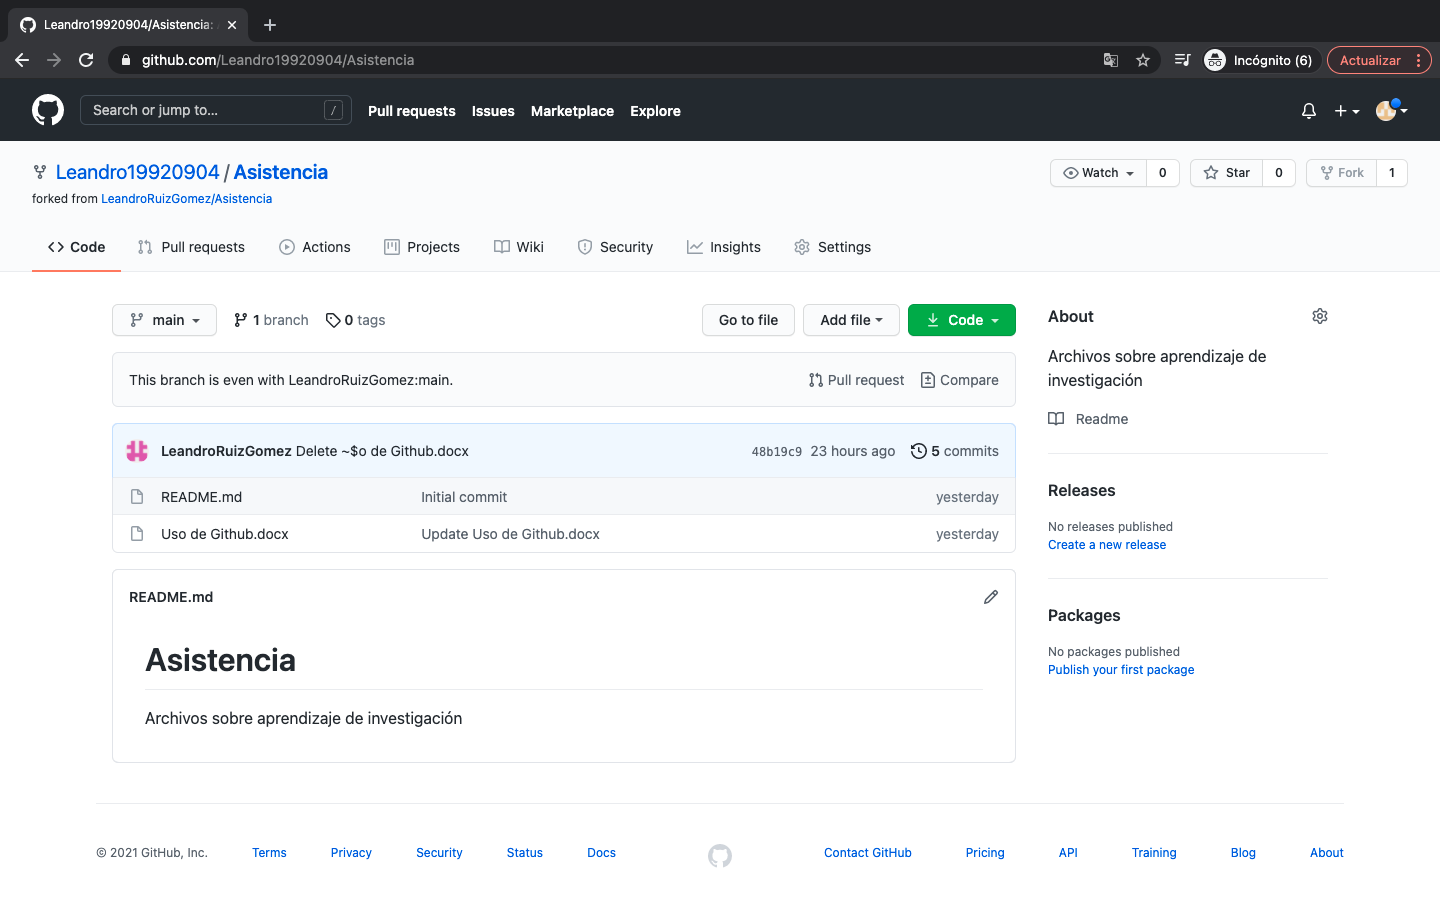 Leandro19920904/Asistencia:
github.com/Leandro19920904/Asistencia
Incógnito (6)
Actualizar
Search or jump to...
/
Pull requests
Issues
Marketplace
Explore
Leandro19920904 / Asistencia
forked from LeandroRuizGomez/Asistencia
Watch 0
Star 0
Fork 1
Code
Pull requests
Actions
Projects
Wiki
Security
Insights
Settings
main
1 branch
0 tags
Go to file
Add file
Code
This branch is even with LeandroRuizGomez:main.
Pull request
Compare
LeandroRuizGomez Delete ~$o de Github.docx
48b19c9 23 hours ago
5 commits
README.md Initial commit yesterday
Uso de Github.docx Update Uso de Github.docx yesterday
README.md
Asistencia
Archivos sobre aprendizaje de investigación
About
Archivos sobre aprendizaje de
investigación
Readme
Releases
No releases published
Create a new release
Packages
No packages published
Publish your first package
© 2021 GitHub, Inc.
Terms
Privacy
Security
Status
Docs
Contact GitHub
Pricing
API
Training
Blog
About